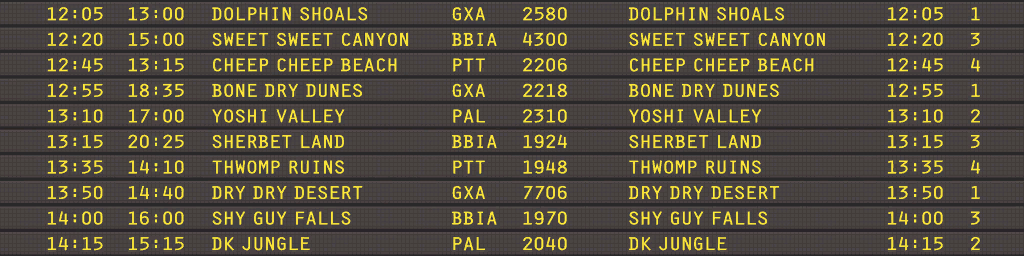 12:05 13:00 DOLPHIN SHOALS GXA 2580 DOLPHIN SHOALS 12:05 1
12:20 15:00 SWEET SWEET CANYON BBIA 4300 SWEET SWEET CANYON 12:20 3
12:45 13:15 CHEEP CHEEP BEACH PTT 2206 CHEEP CHEEP BEACH 12:45 4
12:55 18:35 BONE DRY DUNES GXA 2218 BONE DRY DUNES 12:55 1
13:10 17:00 YOSHI VALLEY PAL 2310 YOSHI VALLEY 13:10 2
13:15 20:25 SHERBET LAND BBIA 1924 SHERBET LAND 13:15 3
13:35 14:10 THWOMP RUINS PTT 1948 THWOMP RUINS 13:35 4
13:50 14:40 DRY DRY DESERT GXA 7706 DRY DRY DESERT 13:50 1
14:00 16:00 SHY GUY FALLS BBIA 1970 SHY GUY FALLS 14:00 3
14:15 15:15 DK JUNGLE PAL 2040 DK JUNGLE 14:15 2